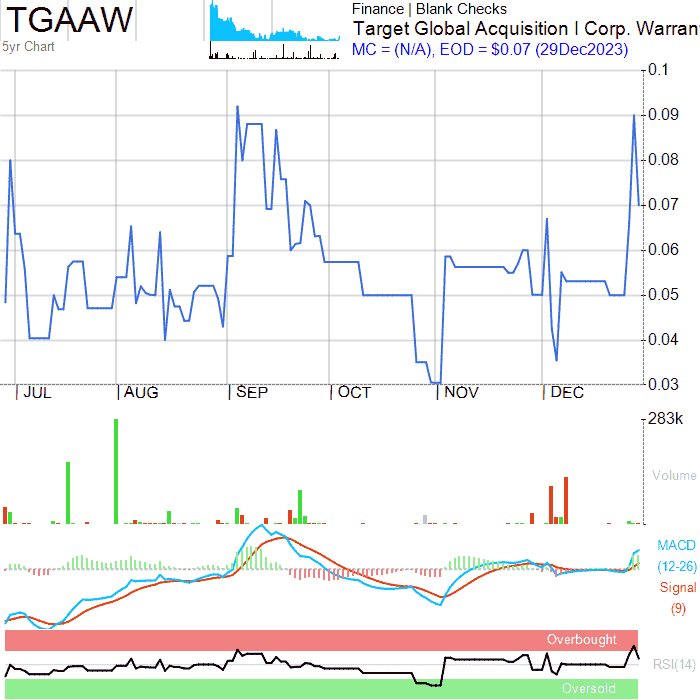 TGAAW
5yr Chart
Finance | Blank Checks
Target Global Acquisition I Corp. Warran
MC = (N/A), EOD = $0.07 (29Dec2023)
0.1
0.09
0.08
0.07
0.06
0.05
0.04
0.03
JUL AUG SEP OCT NOV DEC
283k
Volume
MACD
(12-26)
Signal
(9)
Overbought
RSI(14)
Oversold